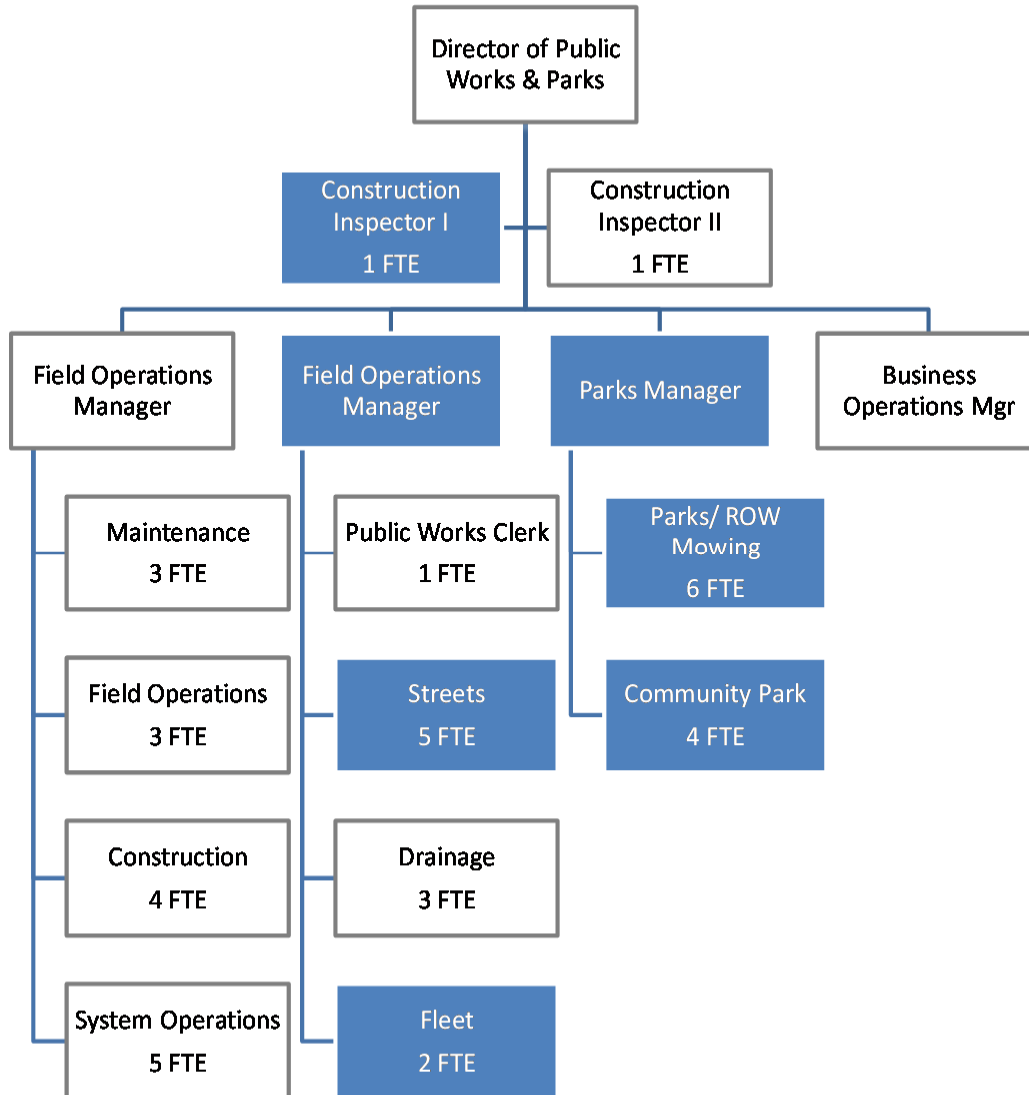 Director of Public
Works & Parks
Construction
Inspector I
1 FTE
Construction
Inspector II
1 FTE
Field Operations
Manager
Field Operations
Manager
Parks Manager
Business
Operations Mgr
Maintenance
3 FTE
Public Works Clerk
1 FTE
Parks/ ROW
Mowing
6 FTE
Field Operations
3 FTE
Streets
5 FTE
Community Park
4 FTE
Construction
4 FTE
Drainage
3 FTE
System Operations
5 FTE
Fleet
2 FTE